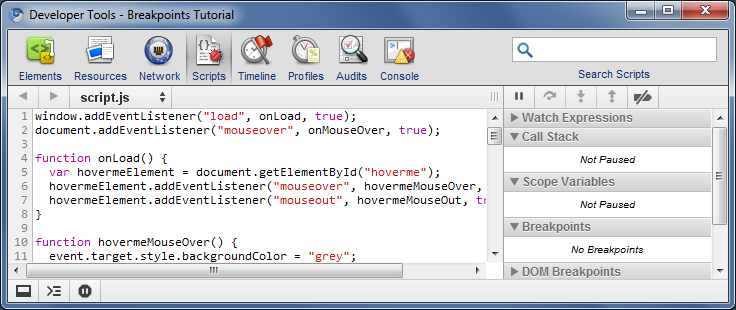 Developer Tools - Breakpoints Tutorial
Elements Resources Network Scripts Timeline Profiles Audits Console
Search Scripts
script.js
1 window.addEventListener("load", onLoad, true);
2 document.addEventListener("mouseover", onMouseOver, true);
3
4 function onLoad() {
5 var hovermeElement = document.getElementById("hoverme");
6 hovermeElement.addEventListener("mouseover", hovermeMouseOver,
7 hovermeElement.addEventListener("mouseout", hovermeMouseOut, tr
8 }
9
10 function hovermeMouseOver() {
11 event.target.style.backgroundColor = "grey";
Watch Expressions
Call Stack
Not Paused
Scope Variables
Not Paused
Breakpoints
No Breakpoints
DOM Breakpoints